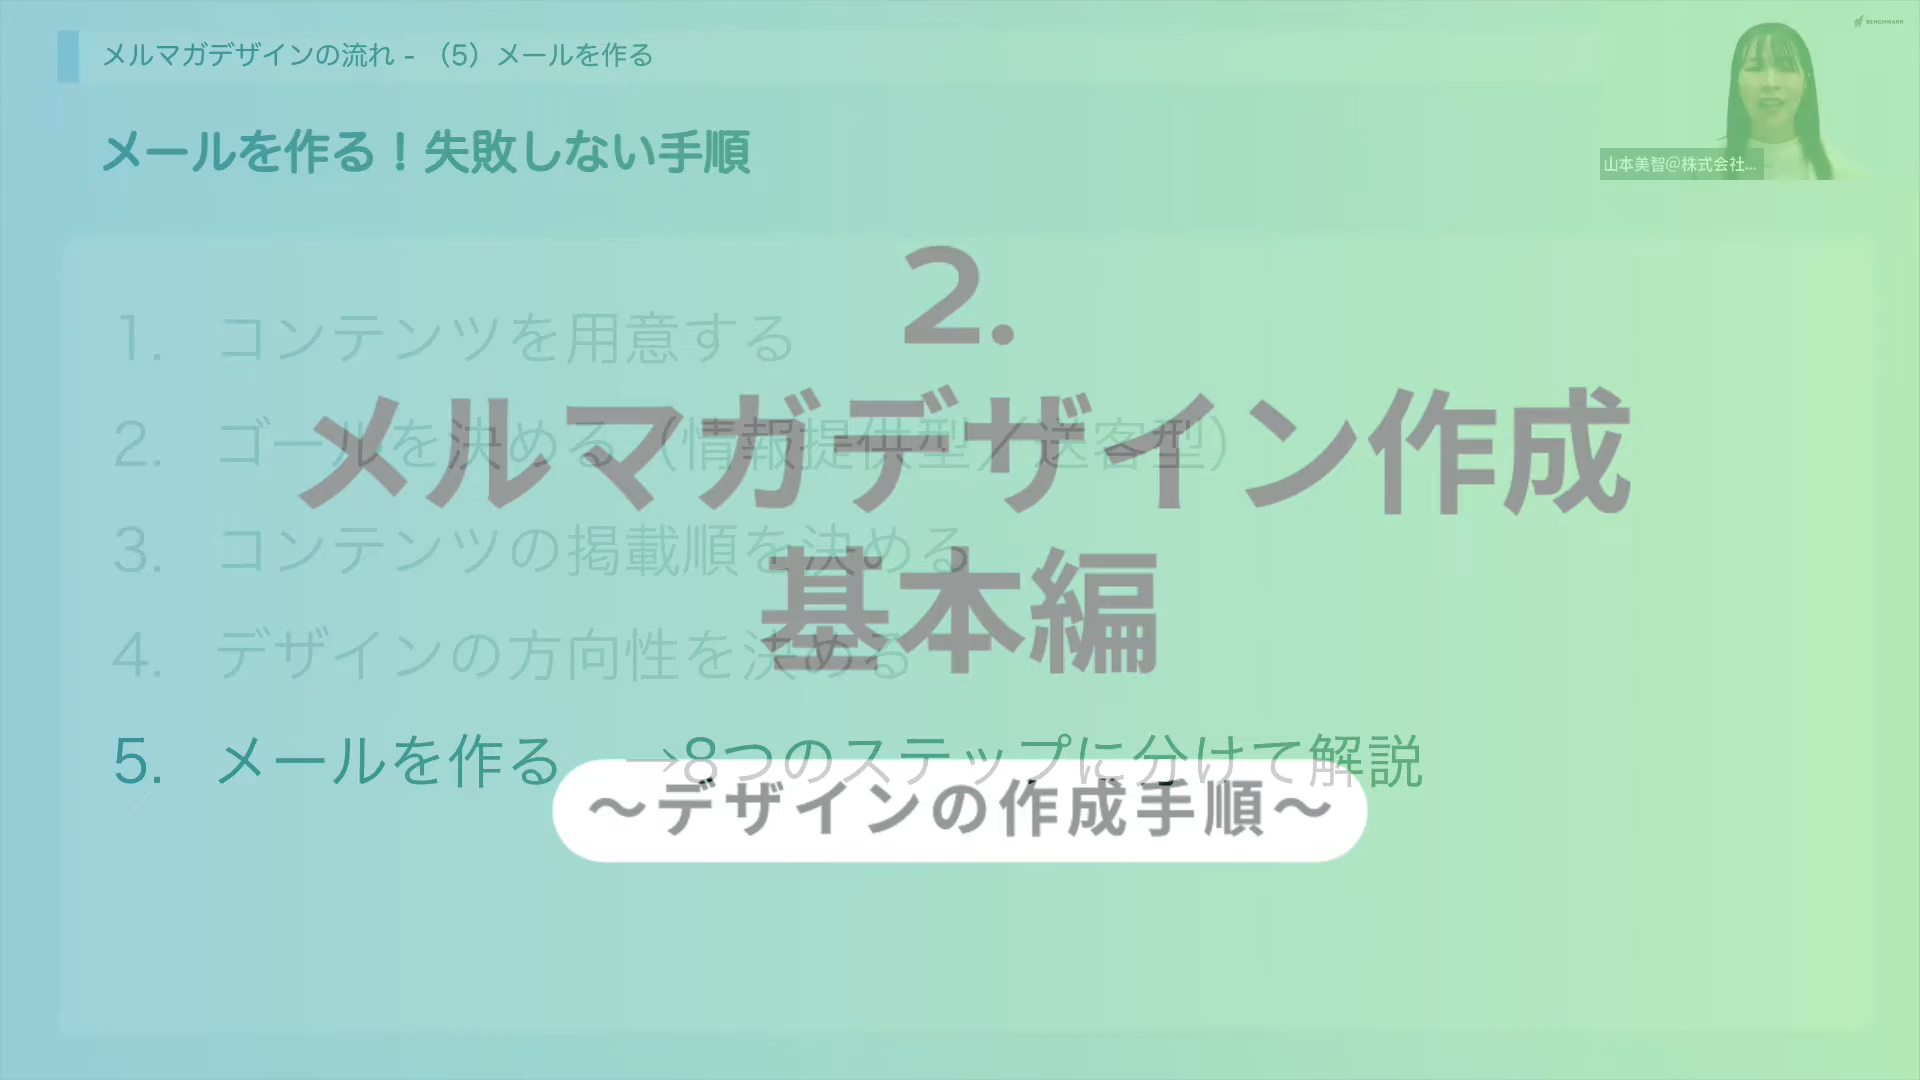 メルマガデザインの流れ - （5）メールを作る
BENCHMARK
山本美智@株式会社...
メールを作る！失敗しない手順
2.
メルマガデザイン作成
基本編
～デザインの作成手順～
1. コンテンツを用意する
2. ゴールを決める（情報提供型／送客型）
3. コンテンツの掲載順を決める
4. デザインの方向性を決める
5. メールを作る →8つのステップに分けて解説